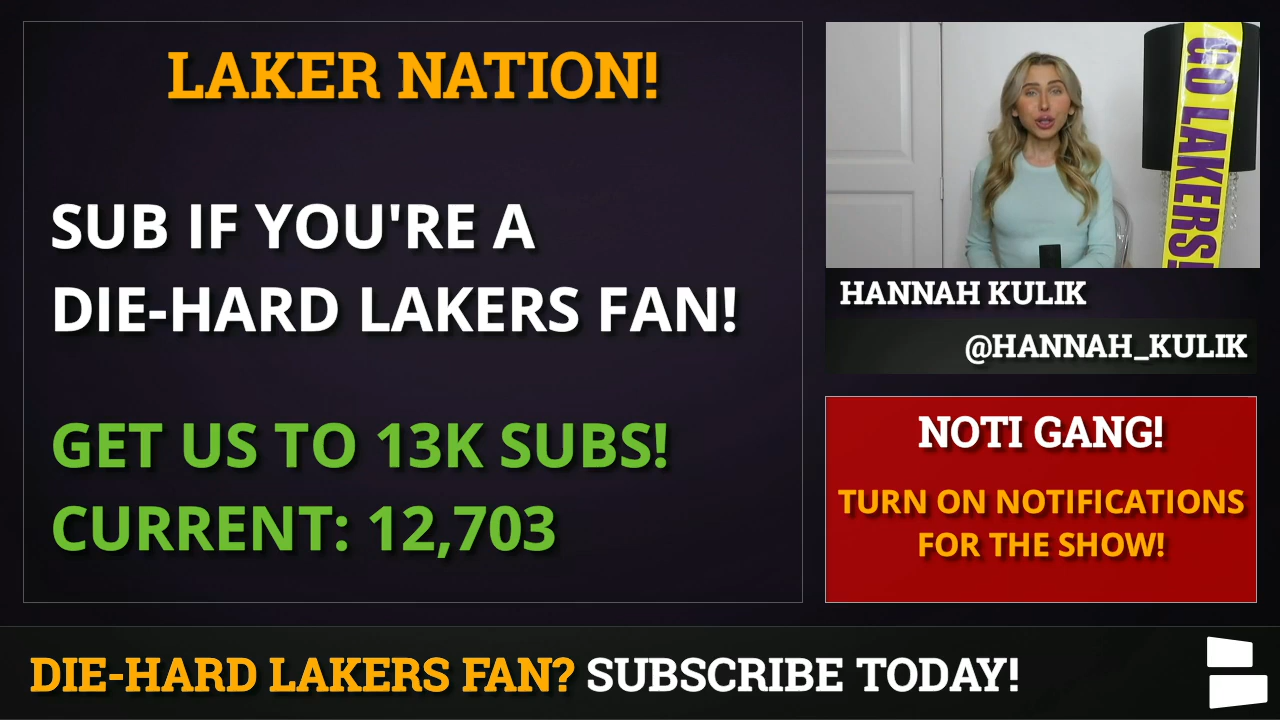 LAKER NATION!
SUB IF YOU'RE A
DIE-HARD LAKERS FAN!
GET US TO 13K SUBS!
CURRENT: 12,703
GO LAKERS!
HANNAH KULIK
@HANNAH_KULIK
NOTI GANG!
TURN ON NOTIFICATIONS
FOR THE SHOW!
DIE-HARD LAKERS FAN? SUBSCRIBE TODAY!